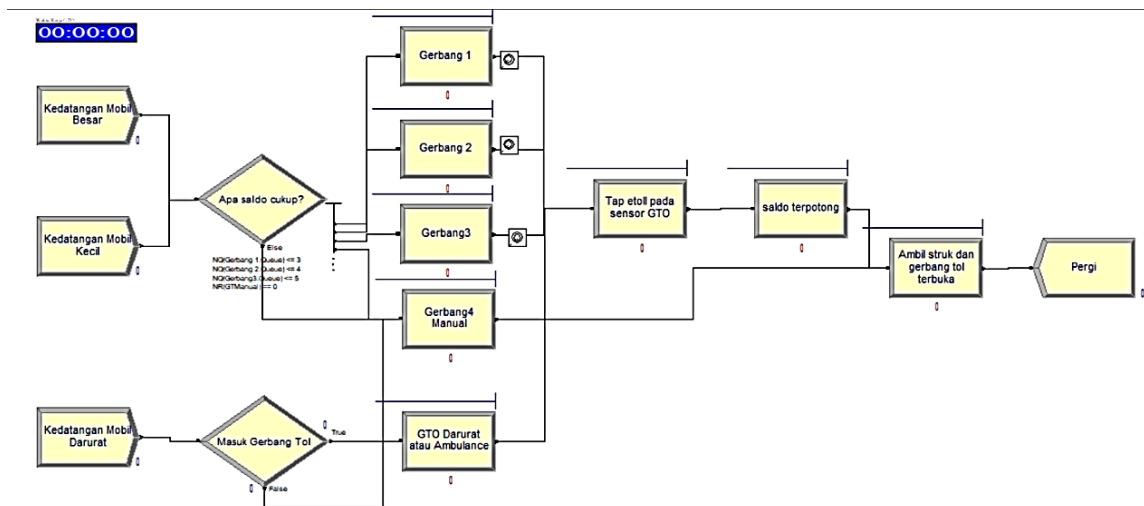 00:00:00
Kedatangan Mobil
Besar
0
Kedatangan Mobil
Kecil
0
Apa saldo cukup?
Else
NQ(Gerbang 1.Queue) <= 3
NQ(Gerbang 2.Queue) <= 4
NQ(Gerbang3.Queue) <= 5
NR(GTManual) == 0
Gerbang 1
0
Gerbang 2
0
Gerbang3
0
Gerbang4
Manual
0
Tap etoll pada
sensor GTO
0
saldo terpotong
0
Ambil struk dan
gerbang tol
terbuka
0
Pergi
0
Kedatangan Mobil
Darurat
0
Masuk Gerbang Tol
0
True
0
False
GTO Darurat
atau Ambulance
0